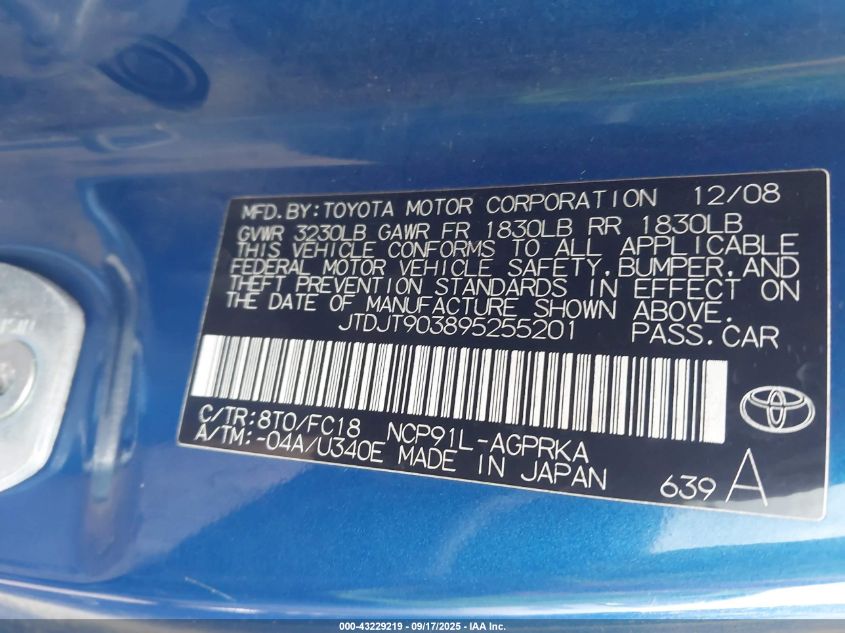 MFD.BY:TOYOTA MOTOR CORPORATION 12/08
GVWR 3230LB GAWR FR 1830LB RR 1830LB
THIS VEHICLE CONFORMS TO ALL APPLICABLE
FEDERAL MOTOR VEHICLE SAFETY,BUMPER,AND
THEFT PREVENTION STANDARDS IN EFFECT ON
THE DATE OF MANUFACTURE SHOWN ABOVE.
JTDJT903895255201 PASS.CAR
C/TR:8T0/FC18 NCP91L-AGPRKA
A/TM:-04A/U340E MADE IN JAPAN
639 A
000-43229219 - 09/17/2025 - IAA Inc.